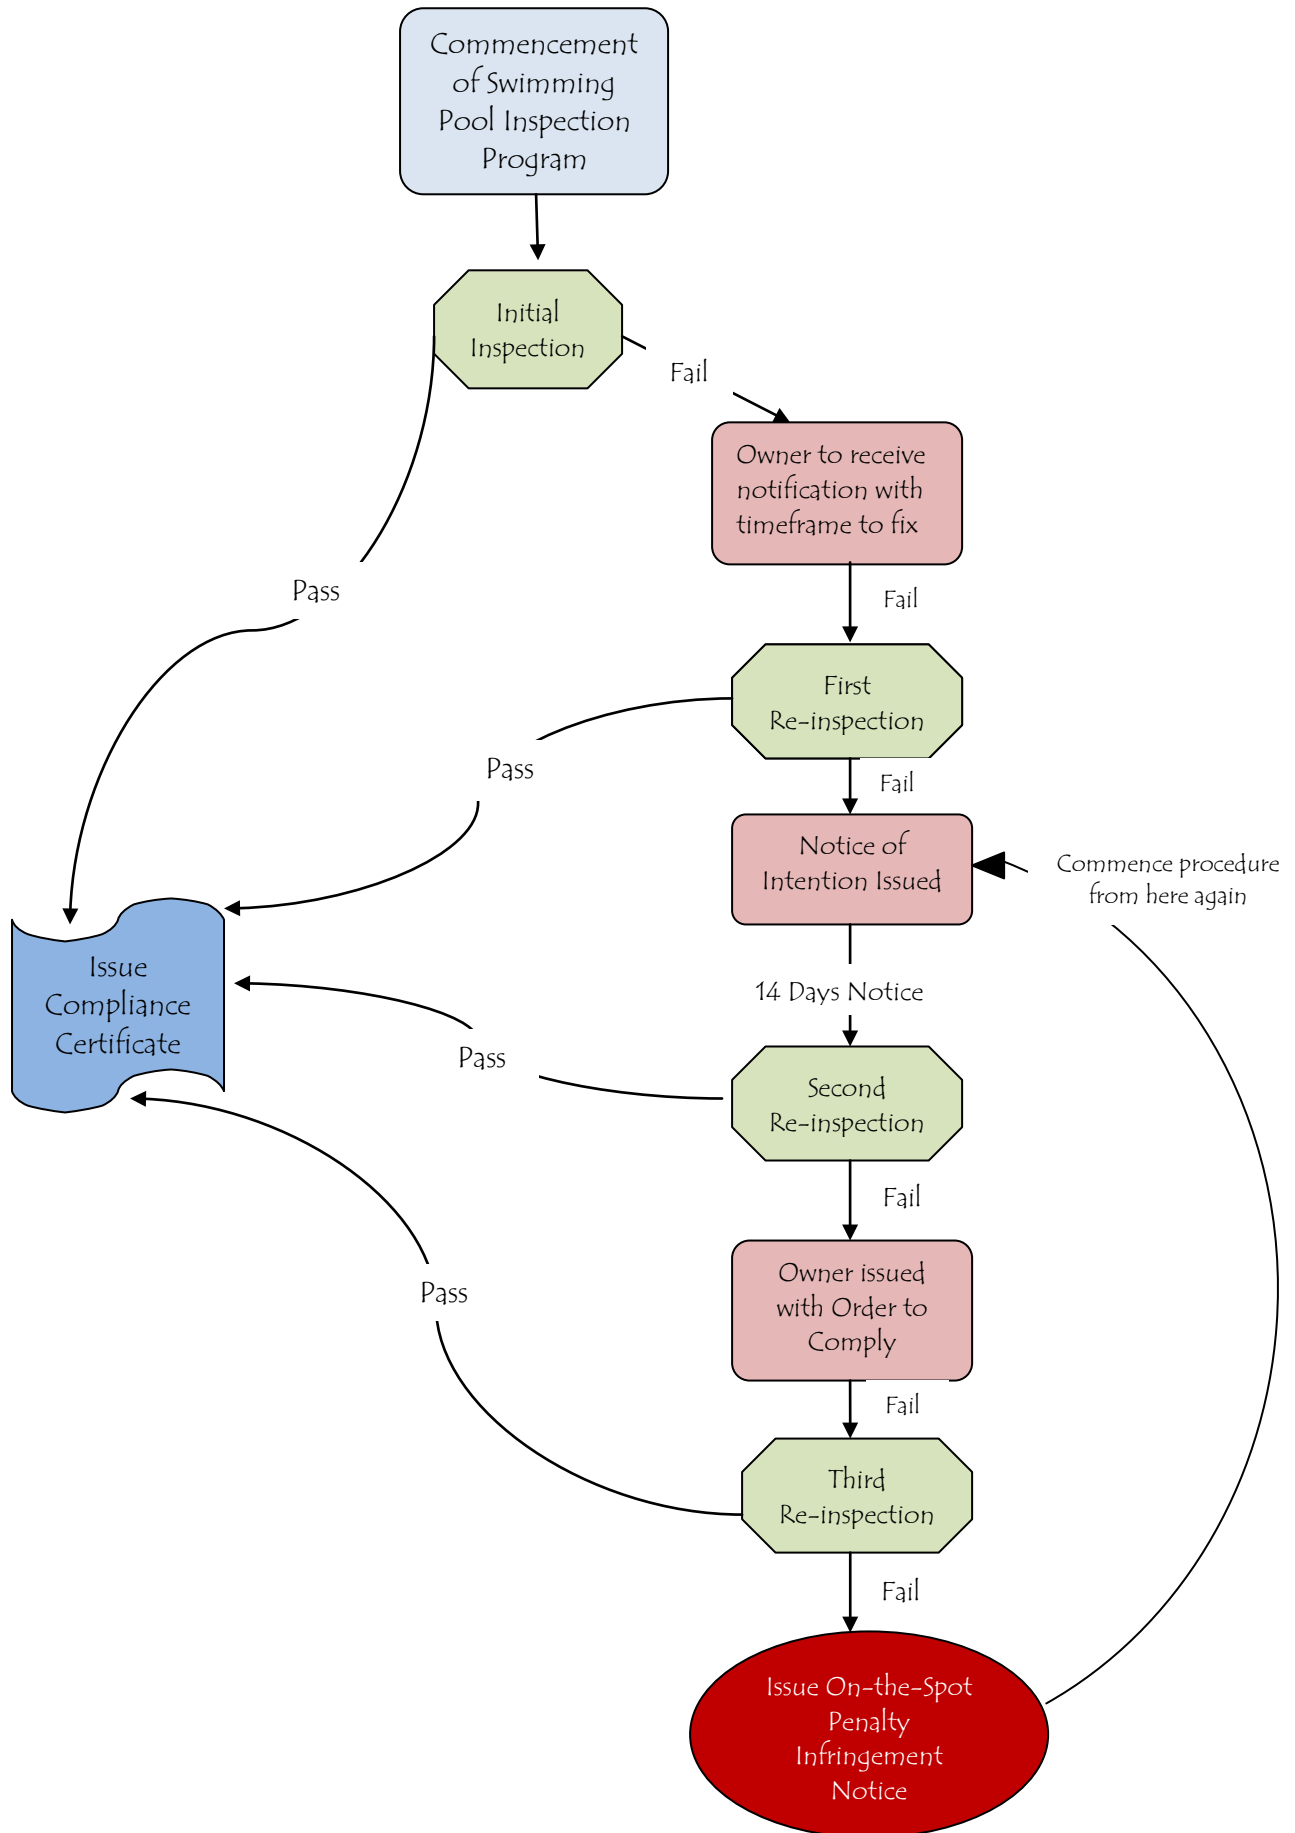 Commencement
of Swimming
Pool Inspection
Program
Initial
Inspection
Fail
Owner to receive
notification with
timeframe to fix
Pass
Fail
First
Re-inspection
Pass
Fail
Notice of
Intention Issued
Commence procedure
from here again
Issue
Compliance
Certificate
14 Days Notice
Pass
Second
Re-inspection
Fail
Owner issued
with Order to
Comply
Pass
Fail
Third
Re-inspection
Fail
Issue On-the-Spot
Penalty
Infringement
Notice